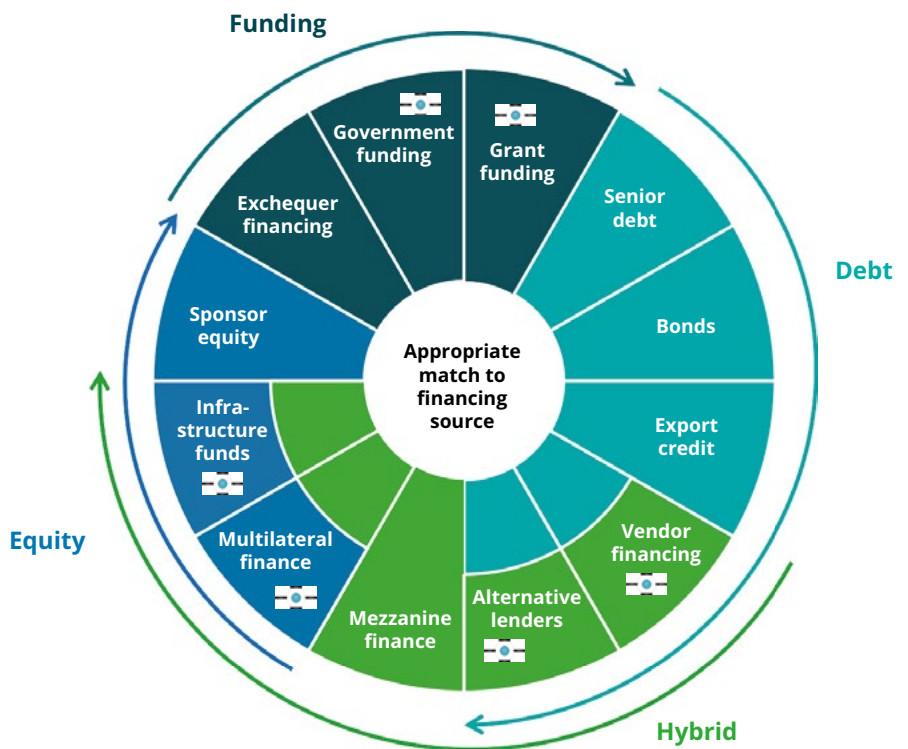 Funding
Government
funding
Grant
funding
Exchequer
financing
Senior
debt
Debt
Sponsor
equity
Bonds
Appropriate
match to
financing
source
Infra-
structure
funds
Export
credit
Equity
Multilateral
finance
Vendor
financing
Mezzanine
finance
Alternative
lenders
Hybrid